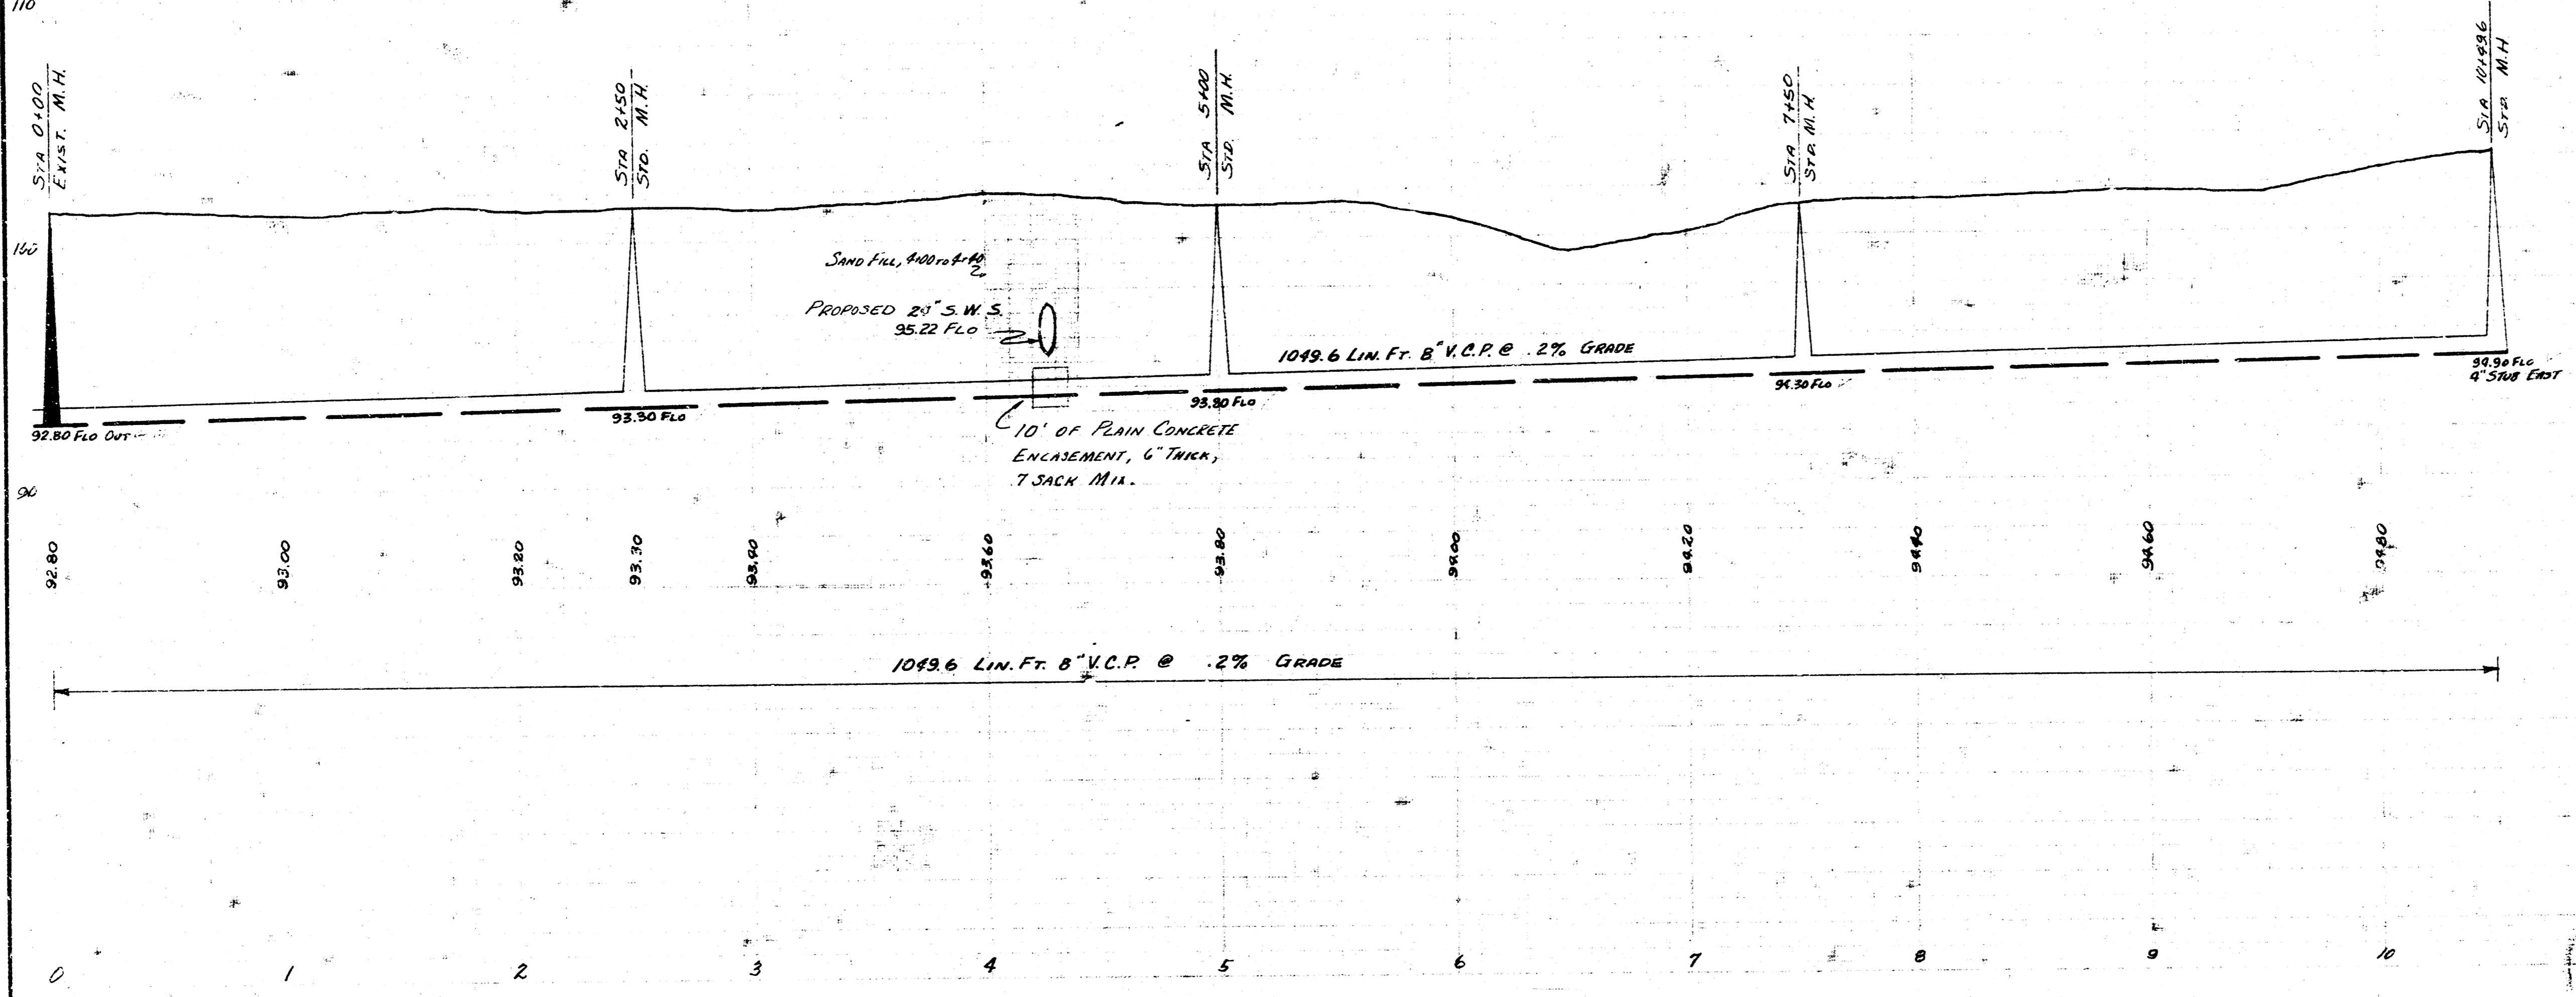 110
STA 0+00
EXIST. M.H.
STA 2+50
STD. M.H.
STA 5+00
STD. M.H.
STA 7+50
STD. M.H.
STA 10+49.6
STD. M.H
100
SAND FILL, 4+00 TO 4+40
PROPOSED S.W.S.
95.22 FLO
1049.6 LIN. FT. 8" V.C.P. @ .2% GRADE
92.80 FLO OUT
93.30 FLO
93.80 FLO
94.30 FLO
94.90 FLO
4" STUB EAST
10' OF PLAIN CONCRETE
ENCASEMENT, 6" THICK,
7 SACK MIX.
90
92.80
93.00
93.20
93.30
93.40
93.60
93.80
94.00
94.20
94.40
94.60
94.80
1049.6 LIN. FT. 8" V.C.P. @ .2% GRADE
0 1 2 3 4 5 6 7 8 9 10